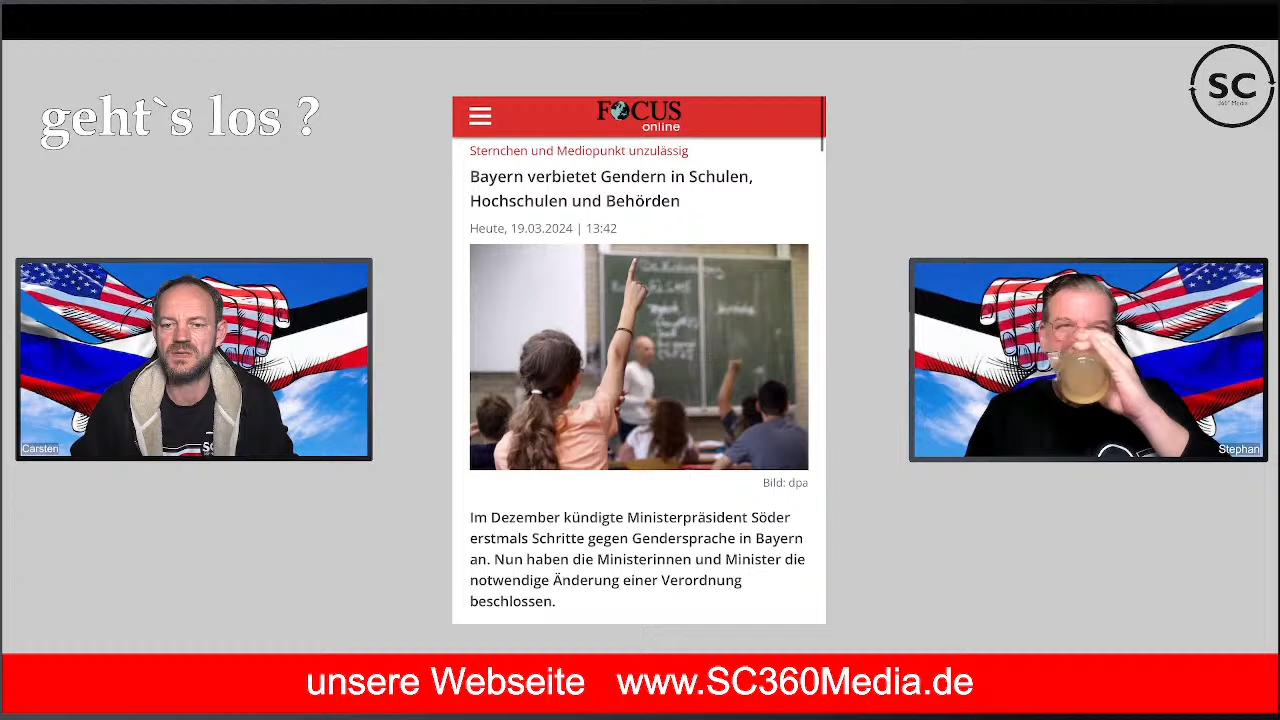 geht`s los ?
SC
360° Media
FOCUS
online
Sternchen und Mediopunkt unzulässig
Bayern verbietet Gendern in Schulen,
Hochschulen und Behörden
Heute, 19.03.2024 | 13:42
Bild: dpa
Im Dezember kündigte Ministerpräsident Söder
erstmals Schritte gegen Gendersprache in Bayern
an. Nun haben die Ministerinnen und Minister die
notwendige Änderung einer Verordnung
beschlossen.
Carsten
Stephan
unsere Webseite www.SC360Media.de